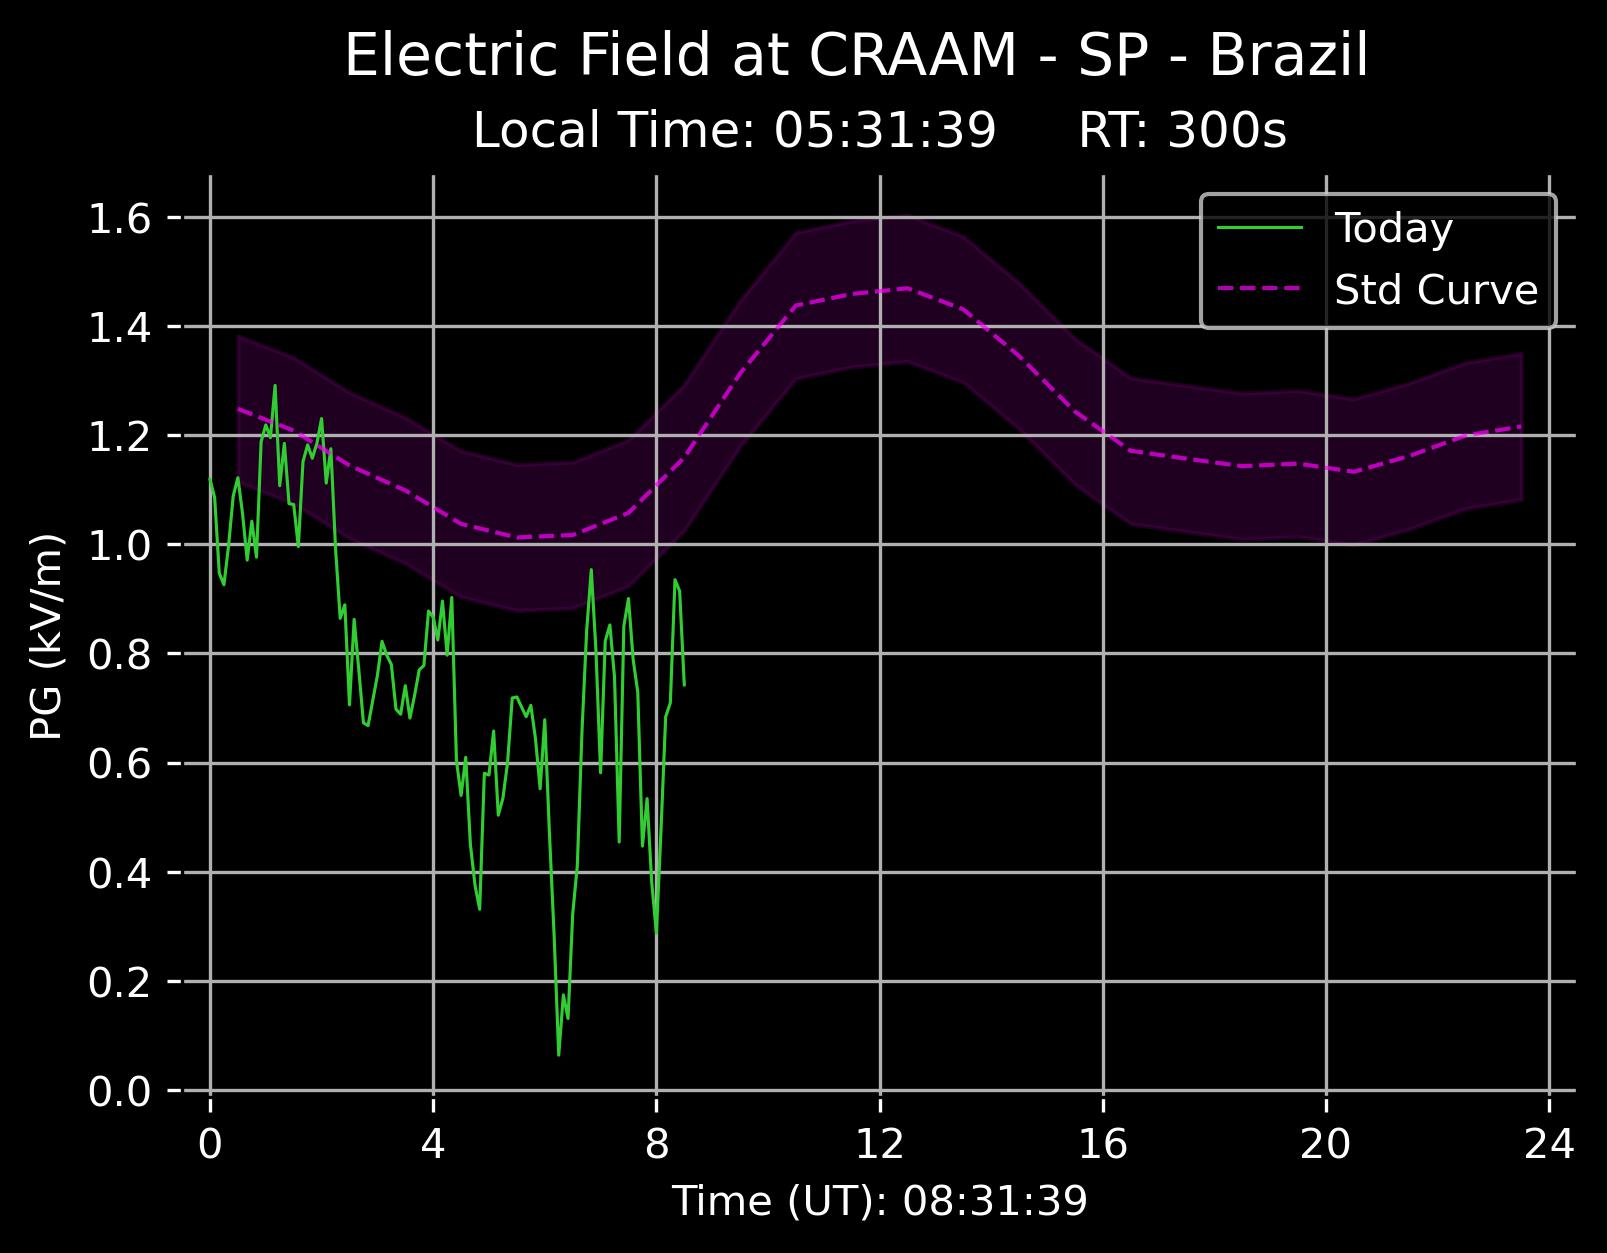 Electric Field at CRAAM - SP - Brazil
Local Time: 05:31:39 RT: 300s
Today
Std Curve
PG (kV/m)
1.6
1.4
1.2
1.0
0.8
0.6
0.4
0.2
0.0
0 4 8 12 16 20 24
Time (UT): 08:31:39